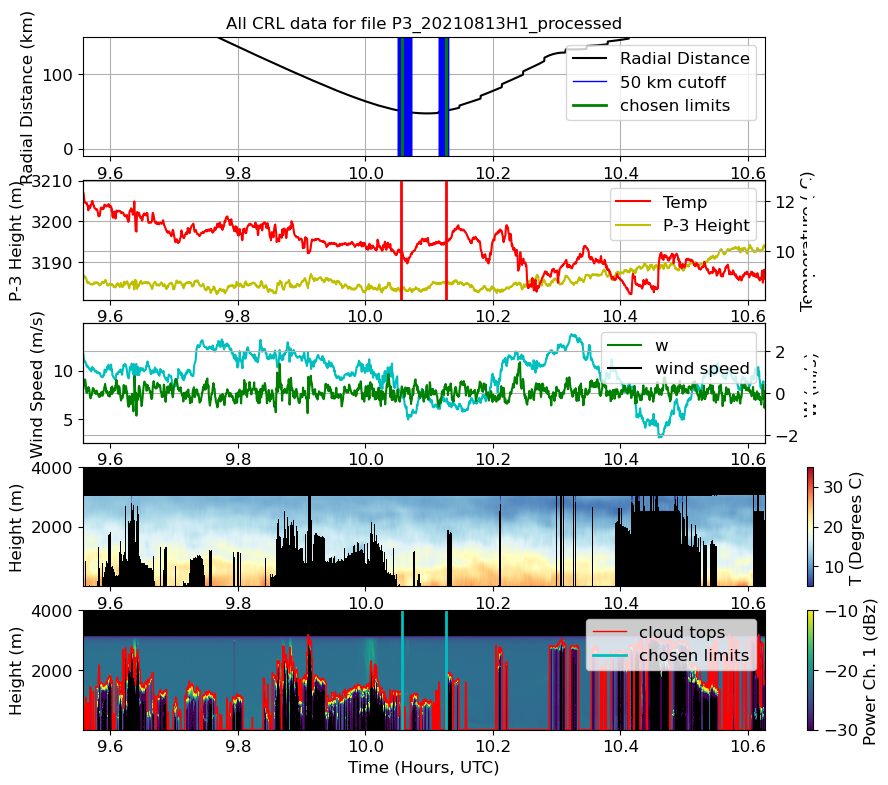 All CRL data for file P3_20210813H1_processed
Radial Distance (km)
100
0
Radial Distance
50 km cutoff
chosen limits
9.6 9.8 10.0 10.2 10.4 10.6
P-3 Height (m)
3210
3200
3190
12
10
Temp
P-3 Height
9.6 9.8 10.0 10.2 10.4 10.6
Wind Speed (m/s)
10
5
2
0
−2
w
wind speed
9.6 9.8 10.0 10.2 10.4 10.6
Height (m)
4000
2000
30
20
10
T (Degrees C)
9.6 9.8 10.0 10.2 10.4 10.6
Height (m)
4000
2000
cloud tops
chosen limits
−10
−20
−30
Power Ch. 1 (dBz)
9.6 9.8 10.0 10.2 10.4 10.6
Time (Hours, UTC)